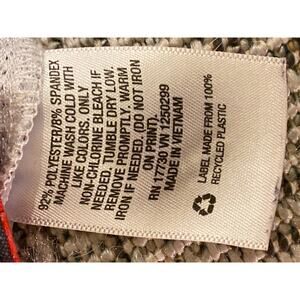 92% POLYESTER/8% SPANDEX
MACHINE WASH COLD WITH
LIKE COLORS. ONLY
NON-CHLORINE BLEACH IF
NEEDED, TUMBLE DRY LOW.
REMOVE PROMPTLY. WARM
IRON IF NEEDED. (DO NOT IRON
ON PRINT).
RN 17730 VN 1250299
MADE IN VIETNAM
LABEL MADE FROM 100%
RECYCLED PLASTIC